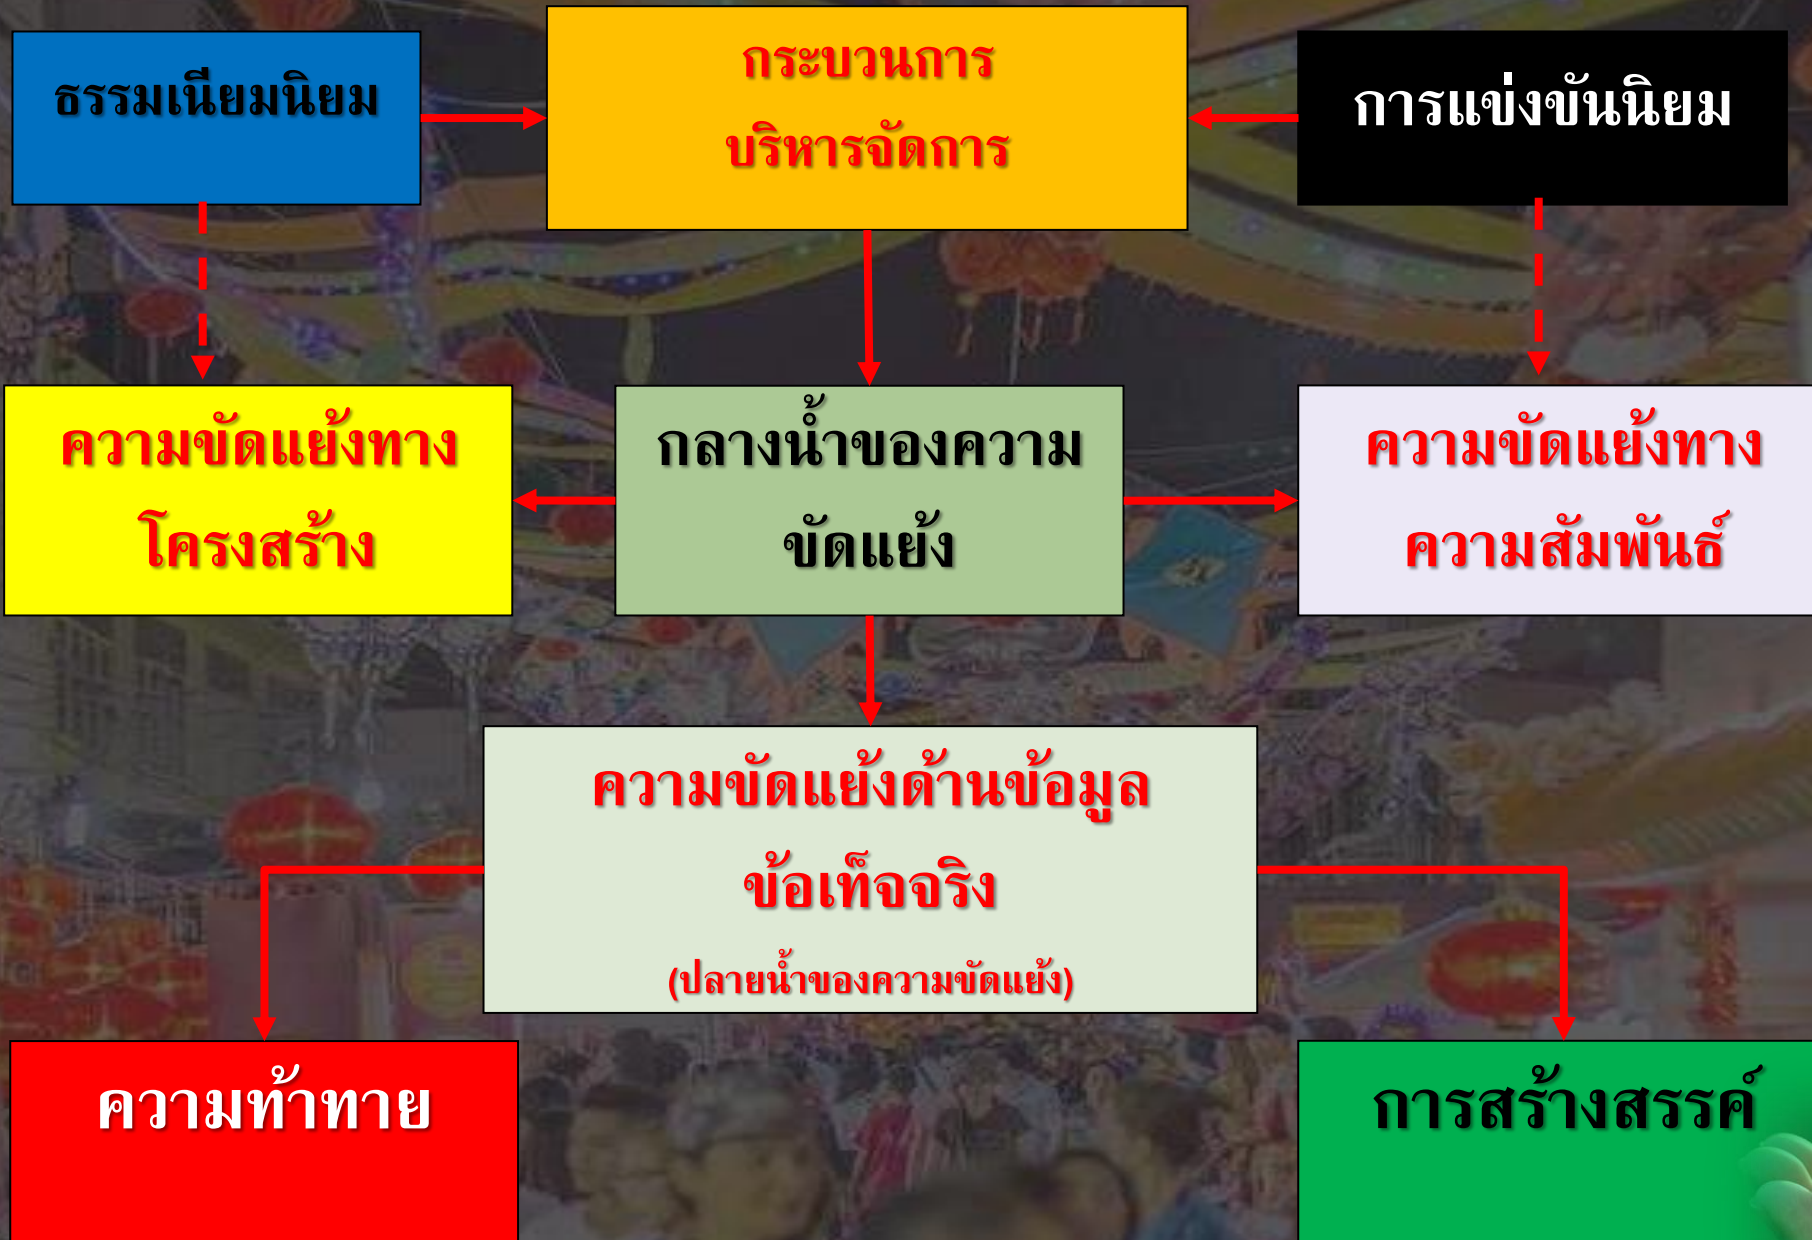 ธรรมเนียมนิยม
กระบวนการ
บริหารจัดการ
การแข่งขันนิยม
ความขัดแย้งทาง
โครงสร้าง
กลางน้ำของความ
ขัดแย้ง
ความขัดแย้งทาง
ความสัมพันธ์
ความขัดแย้งด้านข้อมูล
ข้อเท็จจริง
(ปลายน้ำของความขัดแย้ง)
ความท้าทาย
การสร้างสรรค์